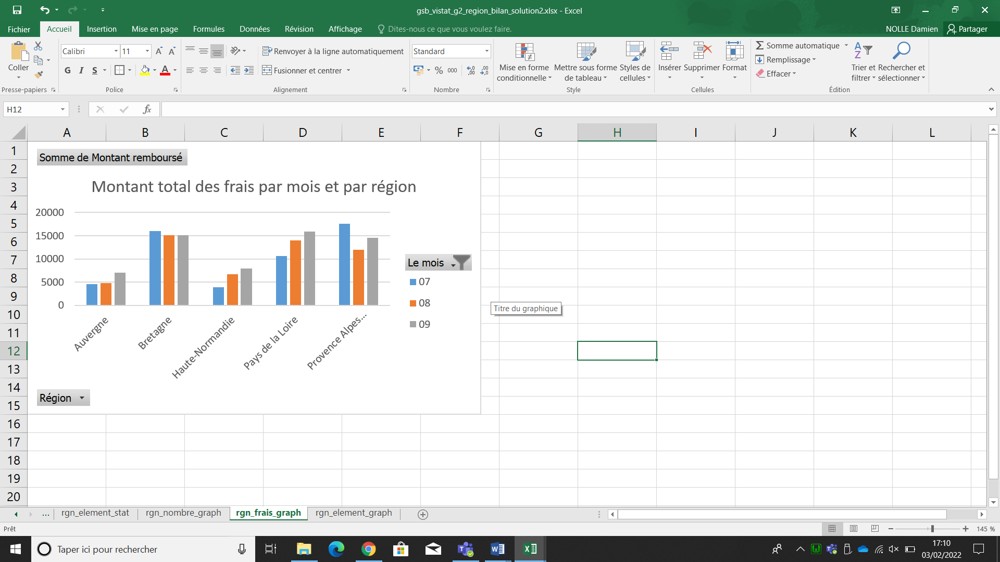 gsb_vistat_g2_region_bilan_solution2.xlsx - Excel
Fichier Accueil Insertion Mise en page Formules Données Révision Affichage Dites-nous ce que vous voulez faire. NOLLE Damien Partager
Coller
Presse-papiers
Calibri 11
G I S A
Police
Renvoyer à la ligne automatiquement
Fusionner et centrer
Alignement
Standard
% 000
Nombre
Mise en forme conditionnelle
Mettre sous forme de tableau
Styles de cellules
Style
Insérer Supprimer Format
Cellules
Somme automatique
Remplissage
Effacer
Trier et filtrer
Rechercher et sélectionner
Édition
H12
fx
A B C D E F G H I J K L
1
2
3
4
5
6
7
8
9
10
11
12
13
14
15
16
17
18
19
20
Somme de Montant remboursé
Montant total des frais par mois et par région
20000
15000
10000
5000
0
Auvergne
Bretagne
Haute-Normandie
Pays de la Loire
Provence Alpes...
Le mois
07
08
09
Région
Titre du graphique
... rgn_element_stat rgn_nombre_graph rgn_frais_graph rgn_element_graph
Prêt
145 %
Taper ici pour rechercher
17:10
03/02/2022